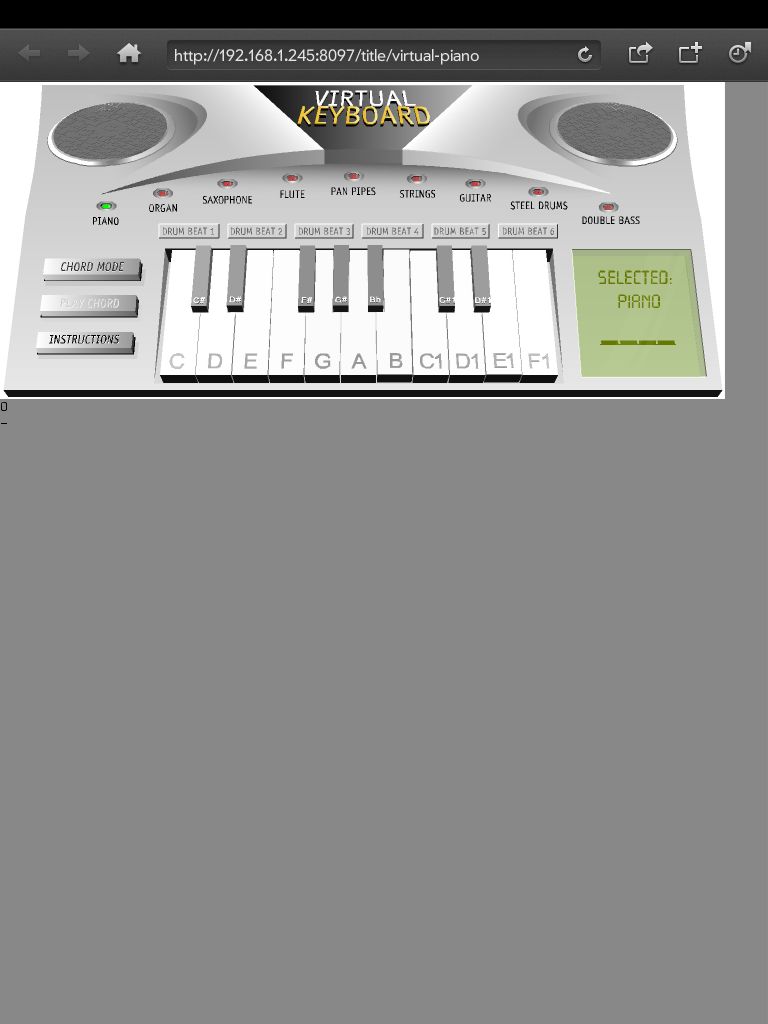 http://192.168.1.245:8097/title/virtual-piano
VIRTUAL
KEYBOARD
PIANO
ORGAN
SAXOPHONE
FLUTE
PAN PIPES
STRINGS
GUITAR
STEEL DRUMS
DOUBLE BASS
DRUM BEAT 1
DRUM BEAT 2
DRUM BEAT 3
DRUM BEAT 4
DRUM BEAT 5
DRUM BEAT 6
CHORD MODE
PLAY CHORD
INSTRUCTIONS
C# D# F# G# Bb C#1 D#1
C D E F G A B C1 D1 E1 F1
SELECTED:
PIANO
0
–